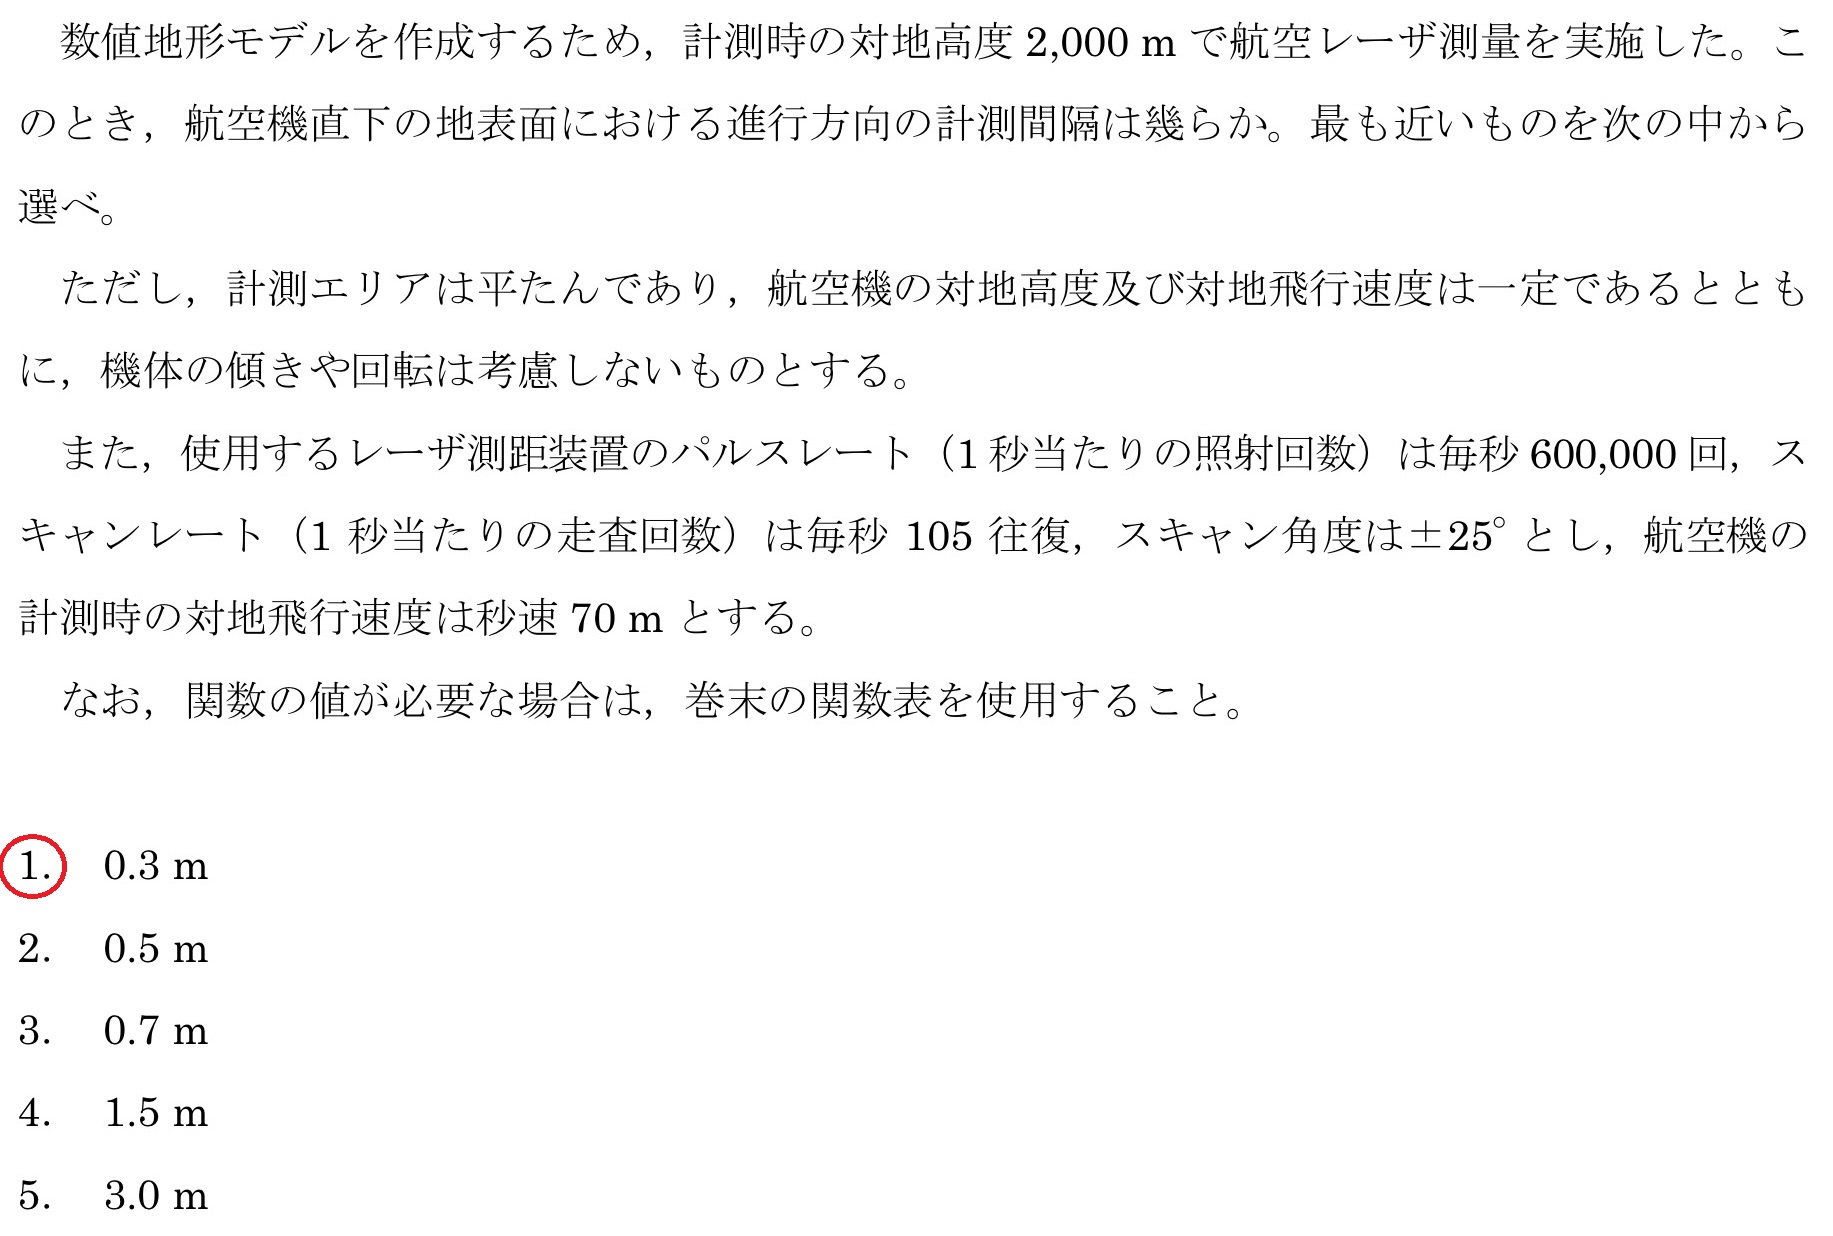 数値地形モデルを作成するため，計測時の対地高度 2,000 m で航空レーザ測量を実施した。こ
のとき，航空機直下の地表面における進行方向の計測間隔は幾らか。最も近いものを次の中から
選べ。
ただし，計測エリアは平たんであり，航空機の対地高度及び対地飛行速度は一定であるととも
に，機体の傾きや回転は考慮しないものとする。
また，使用するレーザ測距装置のパルスレート（1 秒当たりの照射回数）は毎秒 600,000 回，ス
キャンレート（1 秒当たりの走査回数）は毎秒 105 往復，スキャン角度は±25° とし，航空機の
計測時の対地飛行速度は秒速 70 m とする。
なお，関数の値が必要な場合は，巻末の関数表を使用すること。
1. 0.3 m
2. 0.5 m
3. 0.7 m
4. 1.5 m
5. 3.0 m